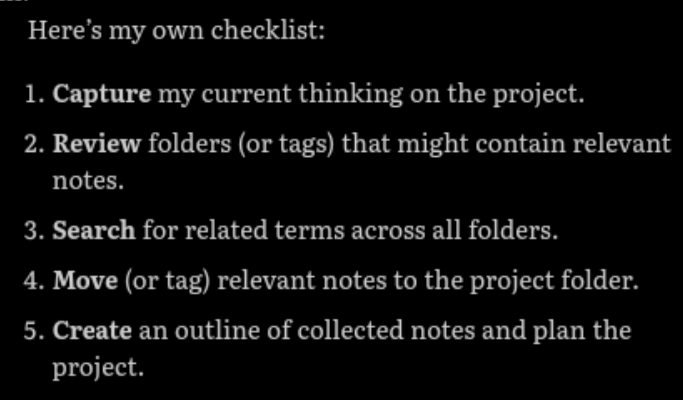 Here’s my own checklist:
1. Capture my current thinking on the project.
2. Review folders (or tags) that might contain relevant
notes.
3. Search for related terms across all folders.
4. Move (or tag) relevant notes to the project folder.
5. Create an outline of collected notes and plan the
project.